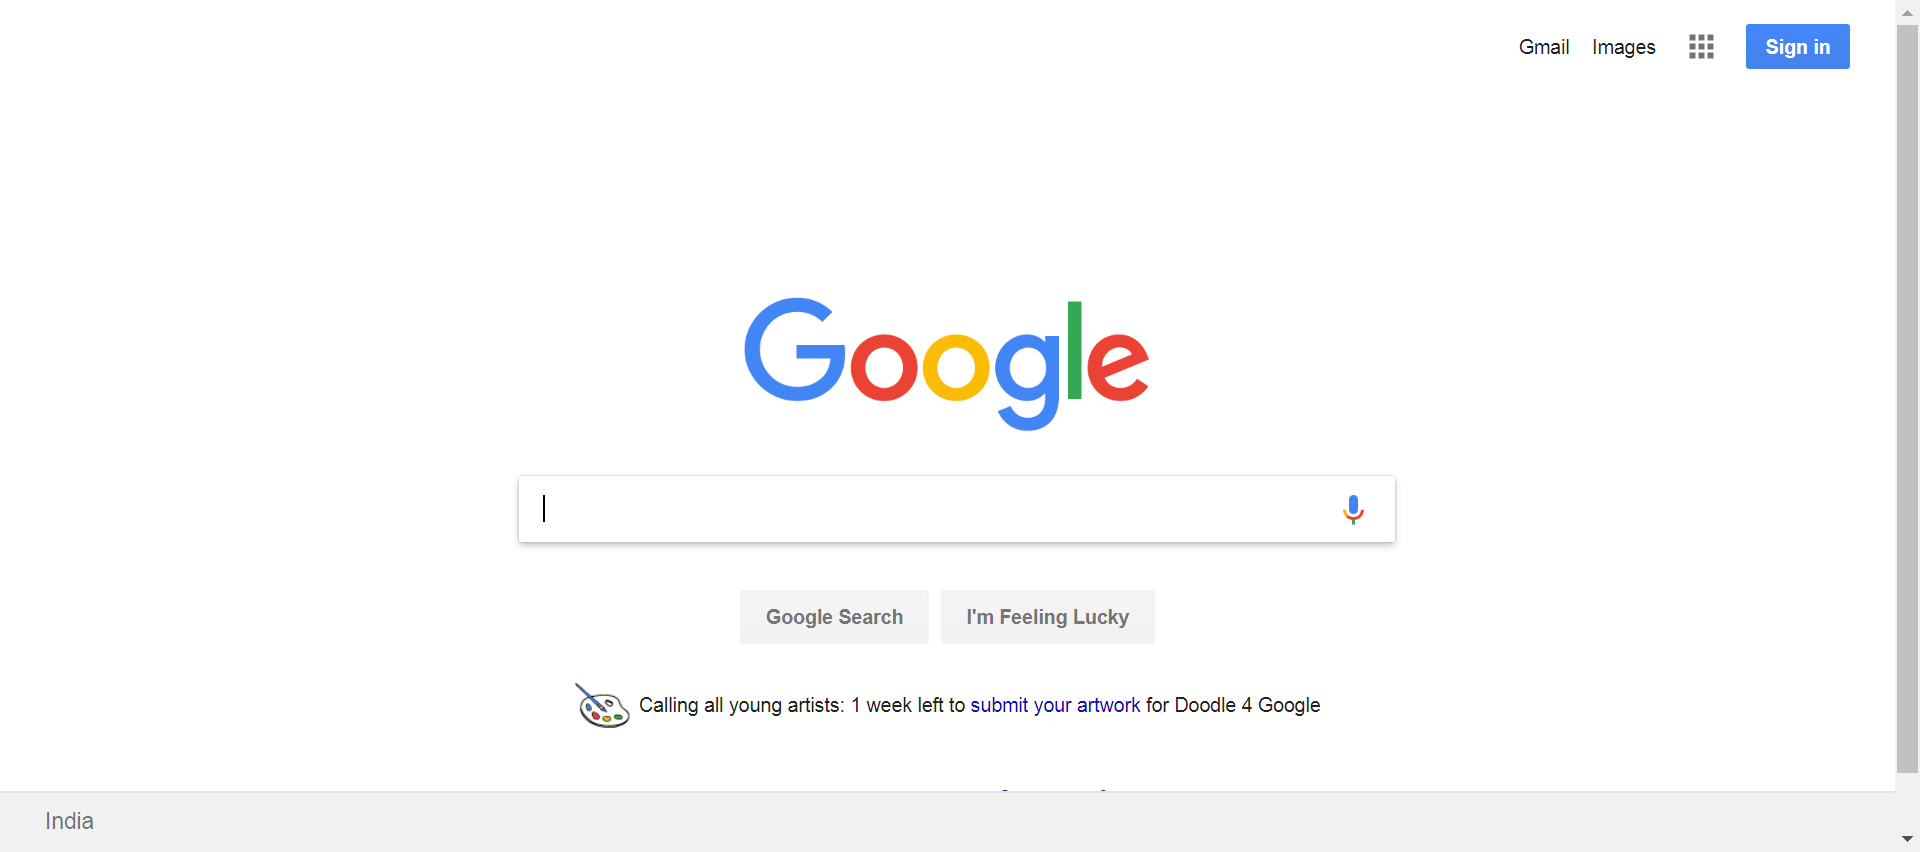 Gmail Images Sign in
Google
Google Search I'm Feeling Lucky
Calling all young artists: 1 week left to submit your artwork for Doodle 4 Google
India